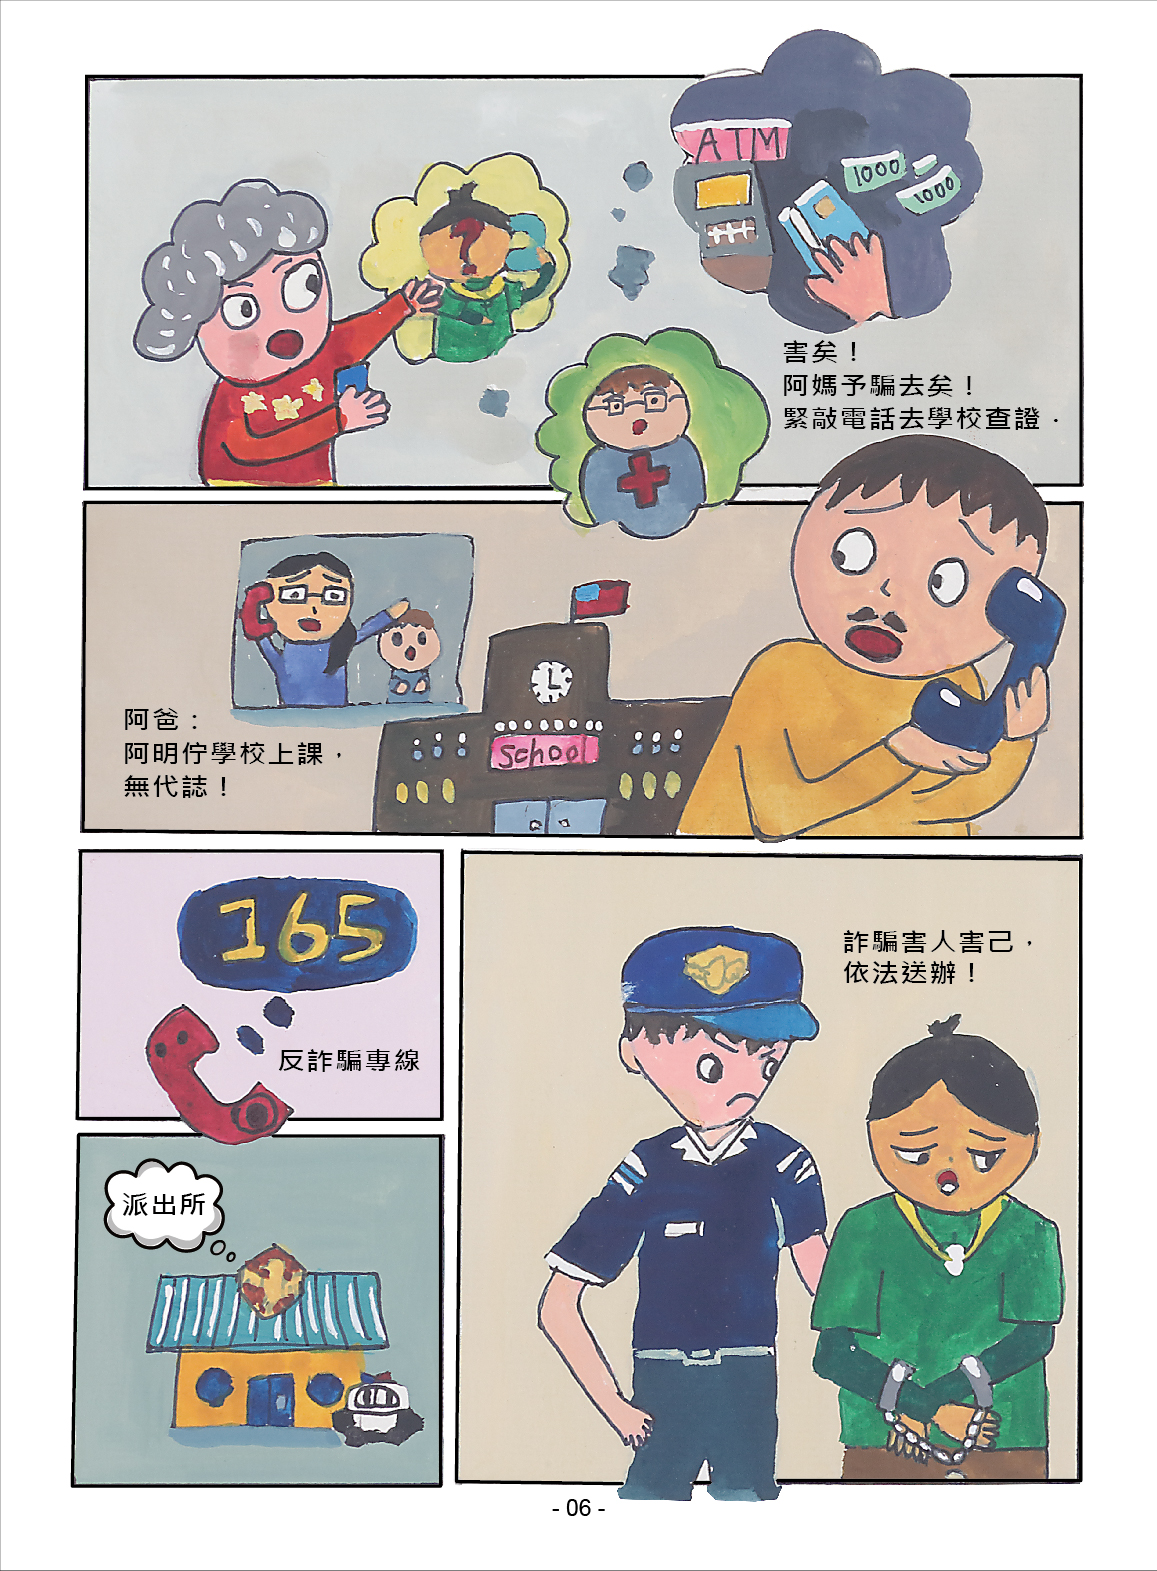 ATM
1000
1000
害矣！
阿媽予騙去矣！
緊敲電話去學校查證．
阿爸：
阿明佇學校上課，
無代誌！
school
165
反詐騙專線
派出所
詐騙害人害己，
依法送辦！
- 06 -